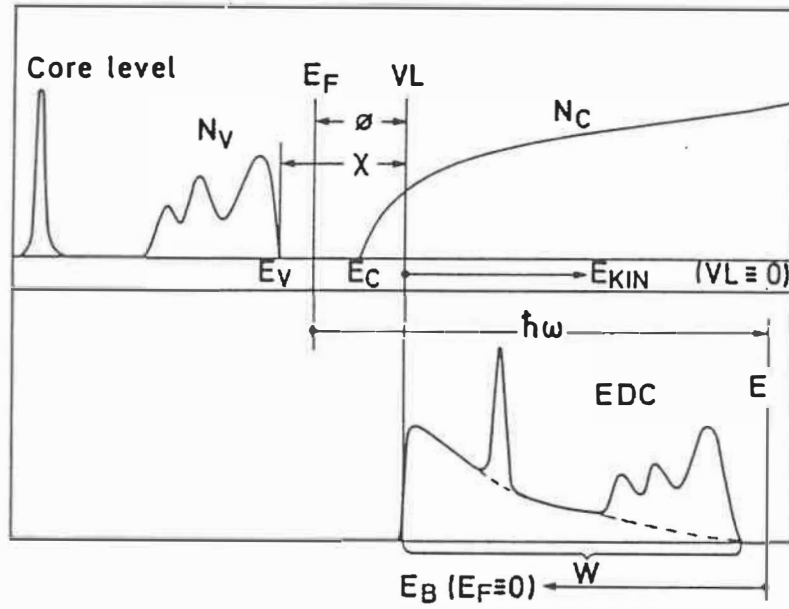 Core level
E_F
VL
N_V
ø
N_C
χ
E_V
E_C
E_KIN
(VL ≡ 0)
ħω
EDC
E
W
E_B (E_F≡0)